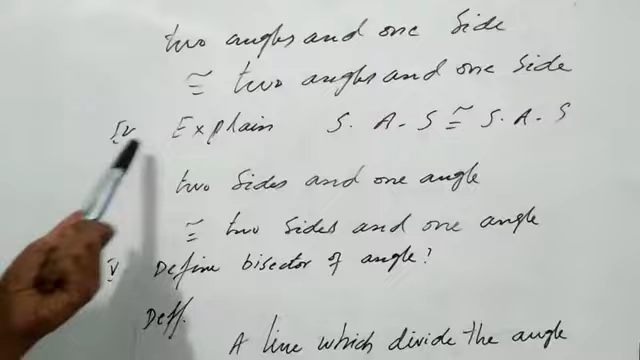 two angles and one Side
≅ two angles and one Side
iv Explain S. A. S ≅ S. A. S
two Sides and one angle
≅ two Sides and one angle
v Define bisector of angle?
Deff.
A line which divide the angle